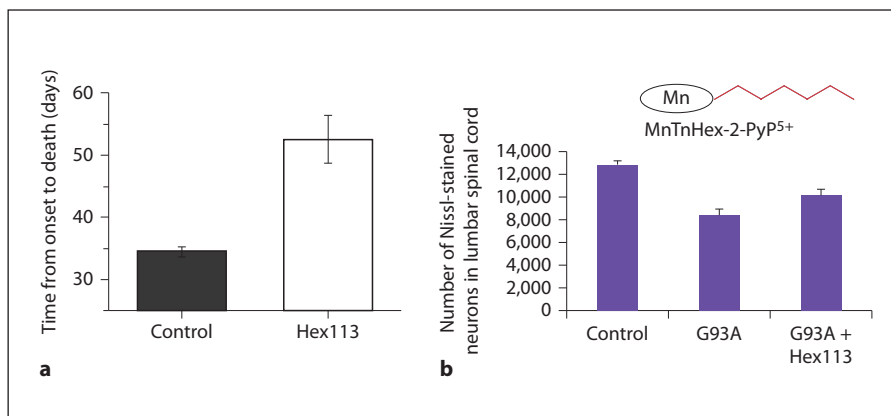 Time from onset to death (days)
60
50
40
30
Control
Hex113
a
Mn
MnTnHex-2-PyP5+
Number of Nissl-stained
neurons in lumbar spinal cord
14,000
12,000
10,000
8,000
6,000
4,000
2,000
0
Control
G93A
G93A +
Hex113
b